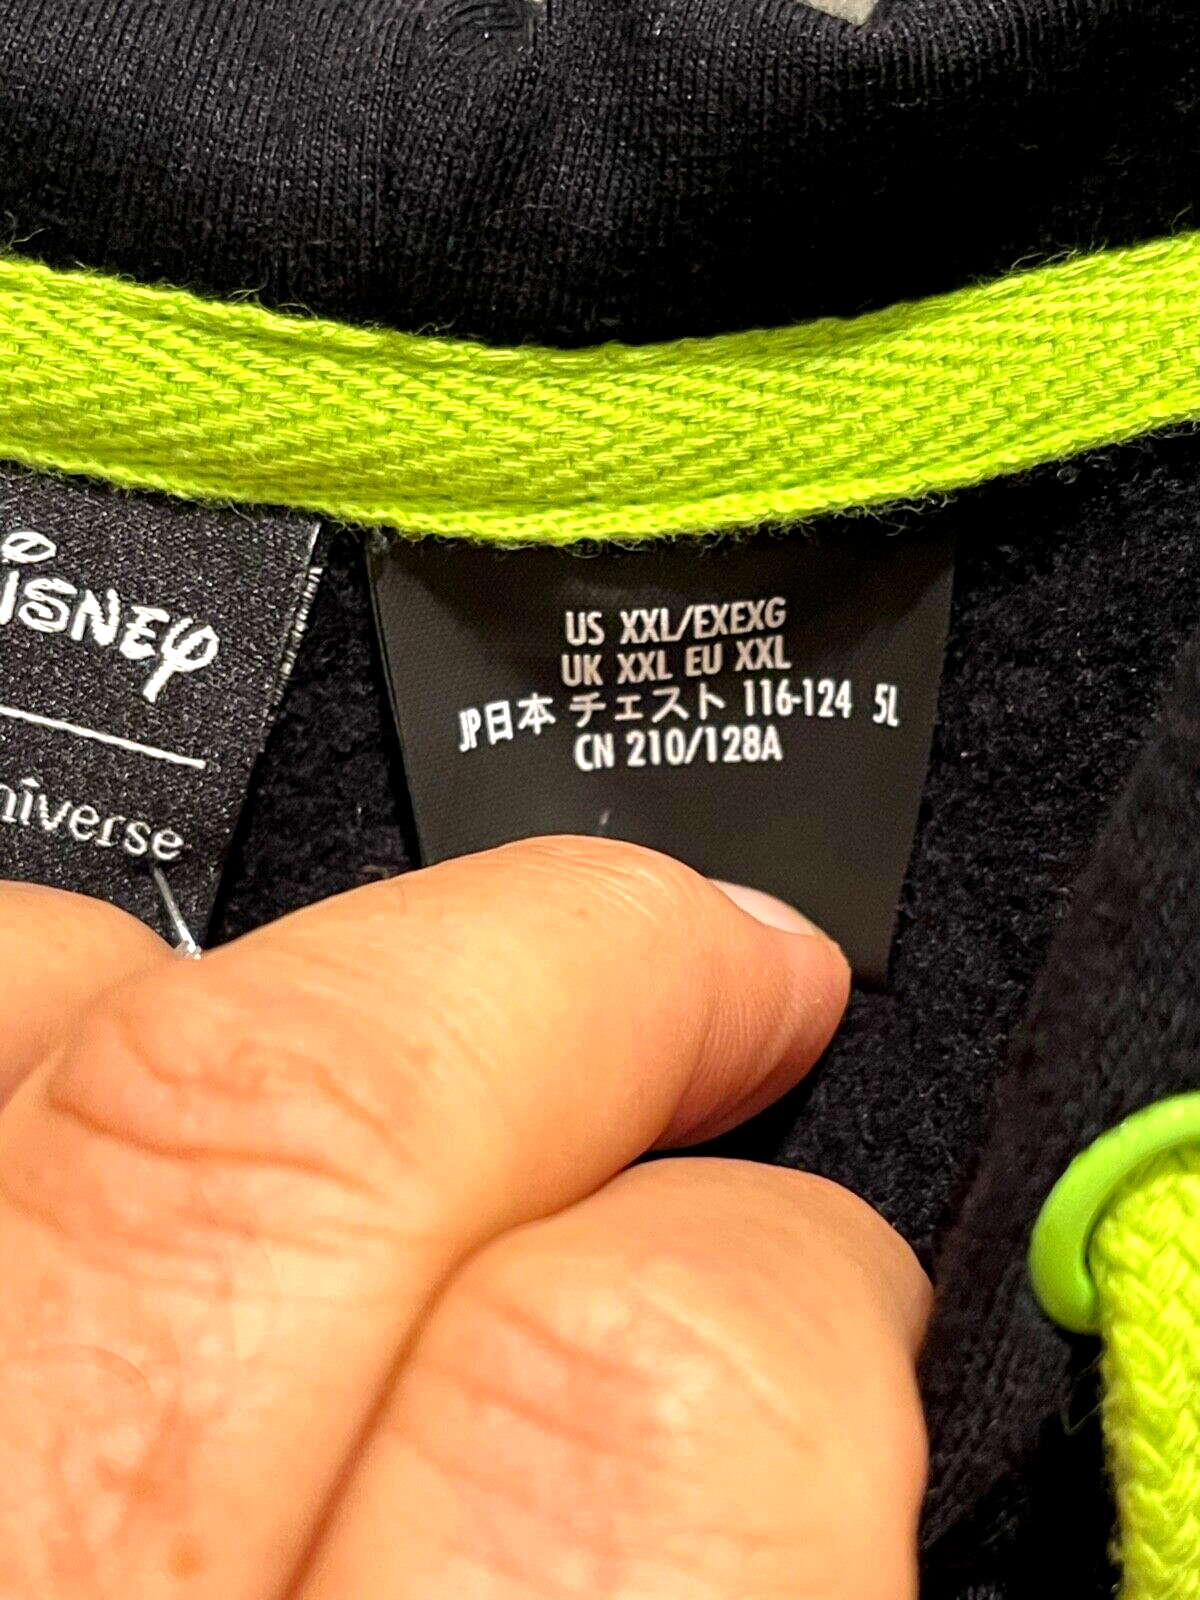 DISNEY
niverse
US XXL/EXEXG
UK XXL EU XXL
JP日本 チェスト 116-124 5L
CN 210/128A